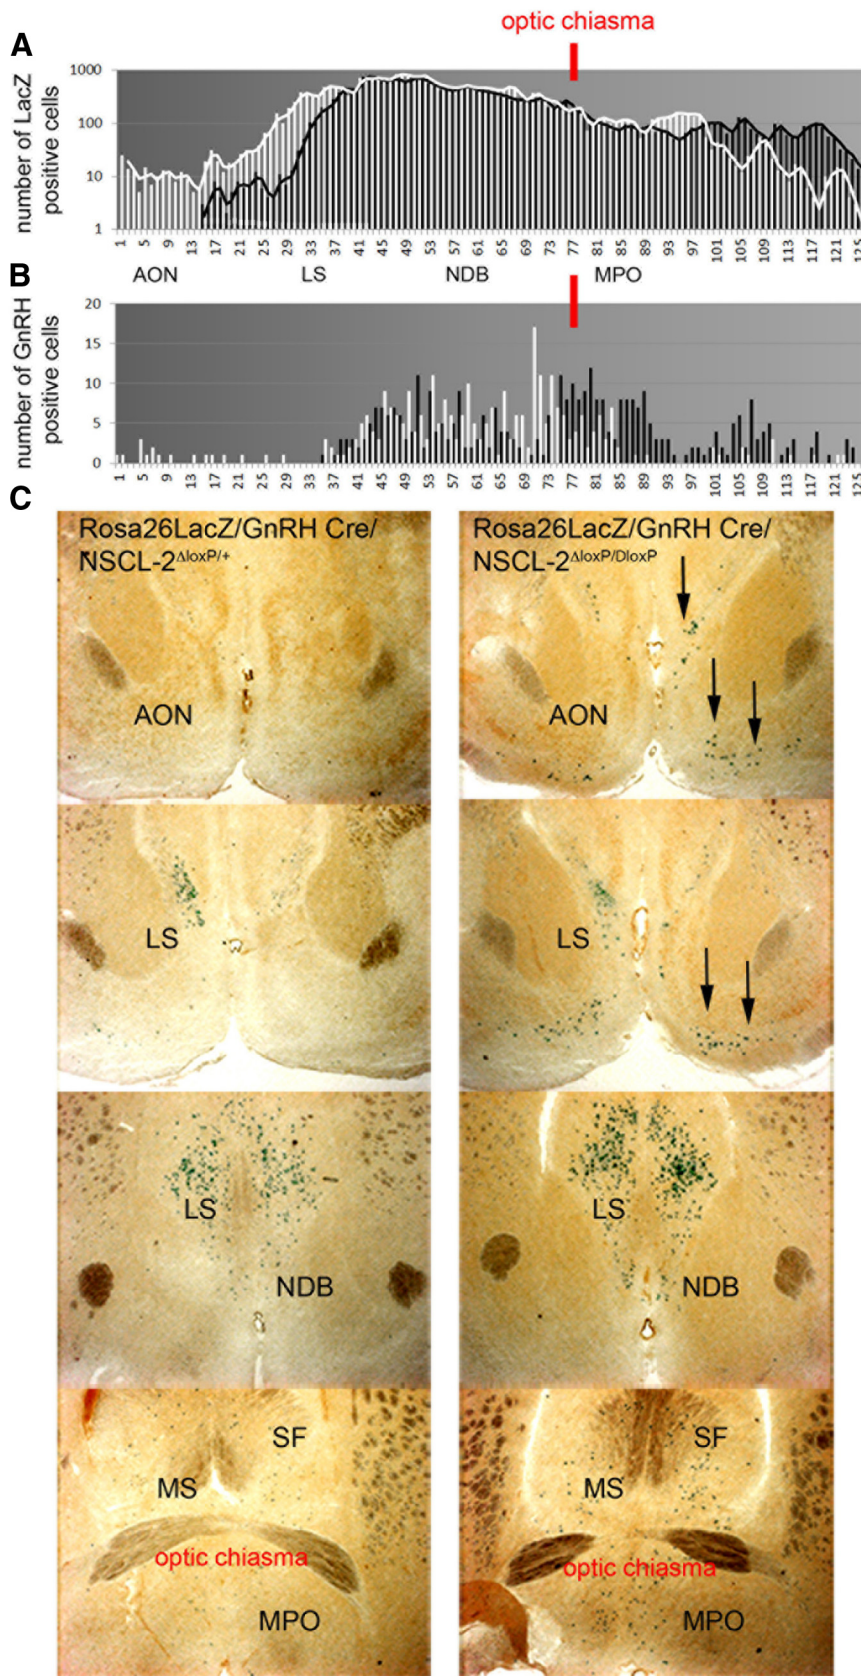 optic chiasma
A
number of LacZ
positive cells
1000
100
10
1
1 5 9 13 17 21 25 29 33 37 41 45 49 53 57 61 65 69 73 77 81 85 89 93 97 101 105 109 113 117 121 125
AON LS NDB MPO
B
number of GnRH
positive cells
20
15
10
5
0
1 5 9 13 17 21 25 29 33 37 41 45 49 53 57 61 65 69 73 77 81 85 89 93 97 101 105 109 113 117 121 125
C
Rosa26LacZ/GnRH Cre/
NSCL-2ΔloxP/+
AON
LS
LS
NDB
SF
MS
optic chiasma
MPO
Rosa26LacZ/GnRH Cre/
NSCL-2ΔloxP/DloxP
AON
LS
LS
NDB
SF
MS
optic chiasma
MPO